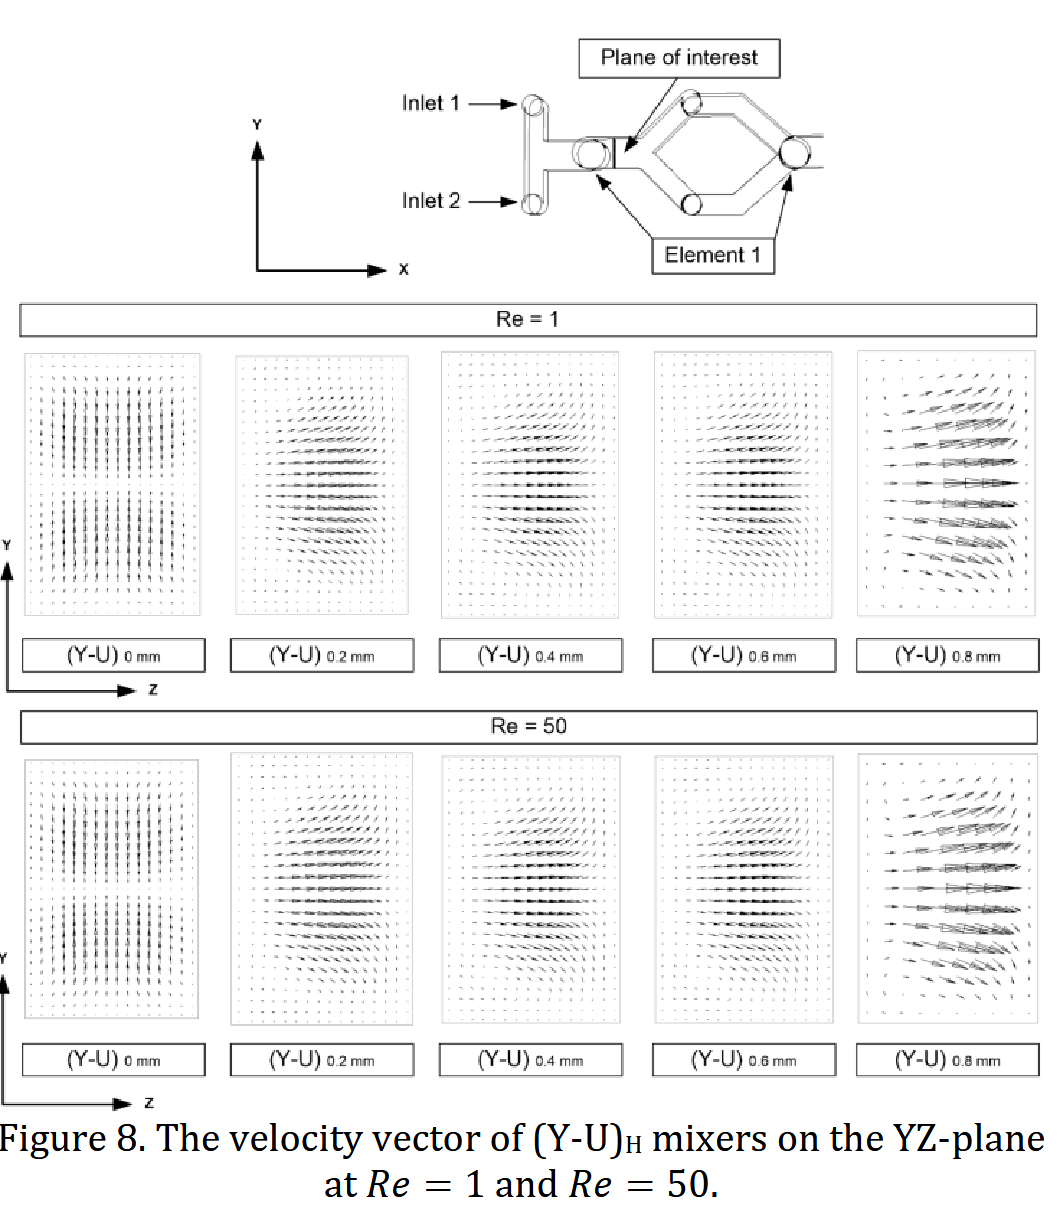 Plane of interest
Inlet 1
Y
Inlet 2
Element 1
X
Re = 1
Y
(Y-U) 0 mm
(Y-U) 0.2 mm
(Y-U) 0.4 mm
(Y-U) 0.6 mm
(Y-U) 0.8 mm
Z
Re = 50
Y
(Y-U) 0 mm
(Y-U) 0.2 mm
(Y-U) 0.4 mm
(Y-U) 0.6 mm
(Y-U) 0.8 mm
Z
Figure 8. The velocity vector of (Y-U)H mixers on the YZ-plane
at Re = 1 and Re = 50.